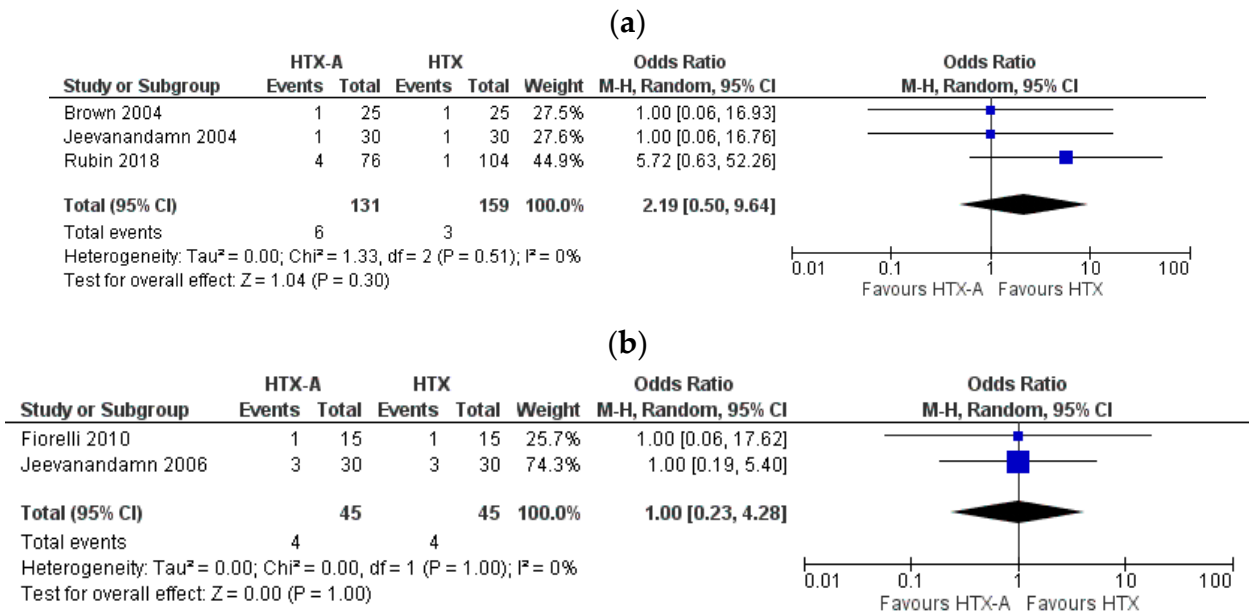 (a)
HTX-A HTX Odds Ratio Odds Ratio
Study or Subgroup Events Total Events Total Weight M-H, Random, 95% CI M-H, Random, 95% CI
Brown 2004 1 25 1 25 27.5% 1.00 [0.06, 16.93]
Jeevanandamn 2004 1 30 1 30 27.6% 1.00 [0.06, 16.76]
Rubin 2018 4 76 1 104 44.9% 5.72 [0.63, 52.26]
Total (95% CI) 131 159 100.0% 2.19 [0.50, 9.64]
Total events 6 3
Heterogeneity: Tau² = 0.00; Chi² = 1.33, df = 2 (P = 0.51); I² = 0%
Test for overall effect: Z = 1.04 (P = 0.30)
0.01 0.1 1 10 100
Favours HTX-A Favours HTX
(b)
HTX-A HTX Odds Ratio Odds Ratio
Study or Subgroup Events Total Events Total Weight M-H, Random, 95% CI M-H, Random, 95% CI
Fiorelli 2010 1 15 1 15 25.7% 1.00 [0.06, 17.62]
Jeevanandamn 2006 3 30 3 30 74.3% 1.00 [0.19, 5.40]
Total (95% CI) 45 45 100.0% 1.00 [0.23, 4.28]
Total events 4 4
Heterogeneity: Tau² = 0.00; Chi² = 0.00, df = 1 (P = 1.00); I² = 0%
Test for overall effect: Z = 0.00 (P = 1.00)
0.01 0.1 1 10 100
Favours HTX-A Favours HTX